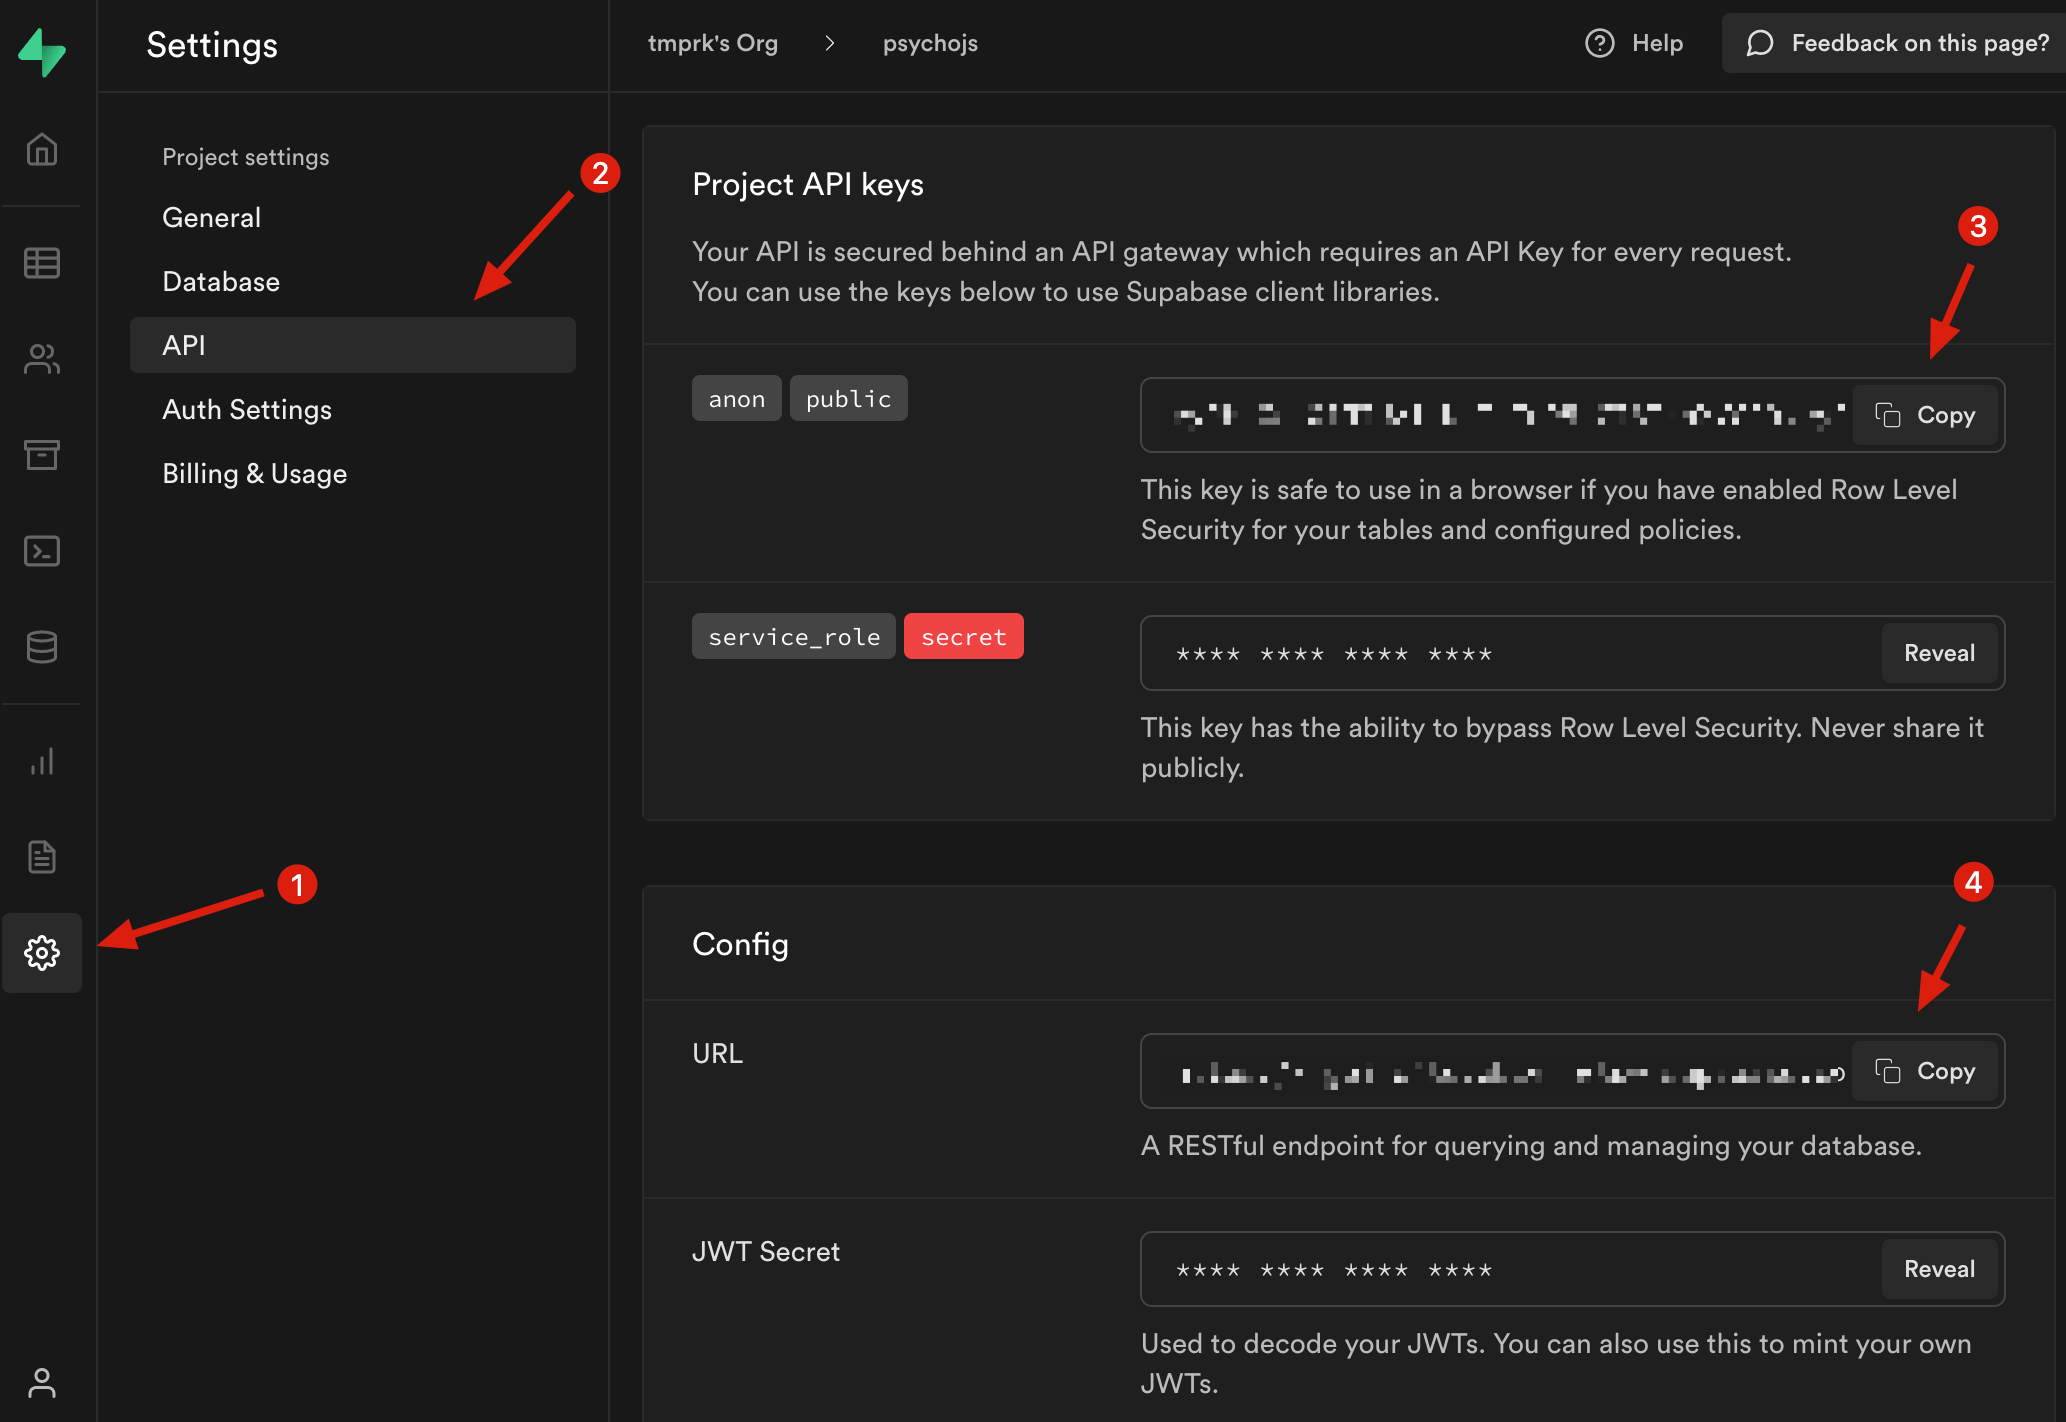 Settings
tmprk's Org
psychojs
Help
Feedback on this page?
Project settings
General
Database
API
Auth Settings
Billing & Usage
1
2
Project API keys
3
Your API is secured behind an API gateway which requires an API Key for every request.
You can use the keys below to use Supabase client libraries.
anon
public
Copy
This key is safe to use in a browser if you have enabled Row Level
Security for your tables and configured policies.
service_role
secret
**** **** **** ****
Reveal
This key has the ability to bypass Row Level Security. Never share it
publicly.
4
Config
URL
Copy
A RESTful endpoint for querying and managing your database.
JWT Secret
**** **** **** ****
Reveal
Used to decode your JWTs. You can also use this to mint your own
JWTs.